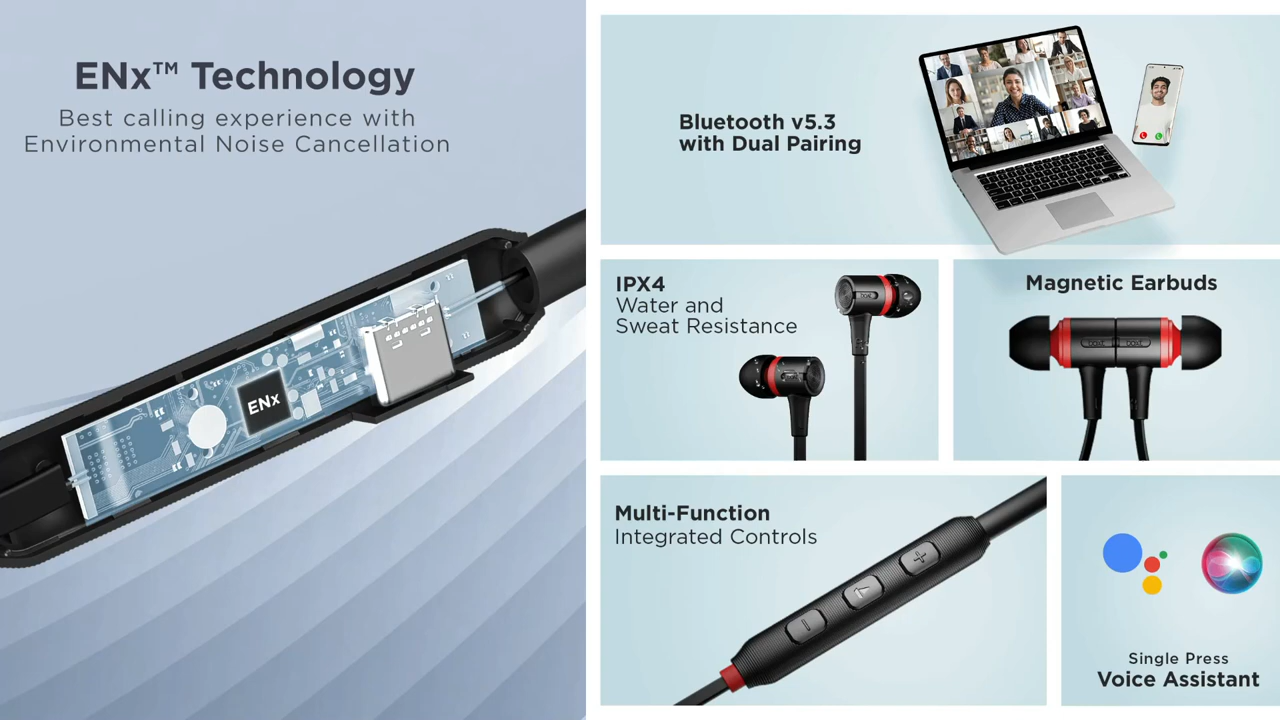 ENx™ Technology
Best calling experience with
Environmental Noise Cancellation
ENx
Bluetooth v5.3
with Dual Pairing
IPX4
Water and
Sweat Resistance
Magnetic Earbuds
Multi-Function
Integrated Controls
+
-
Single Press
Voice Assistant